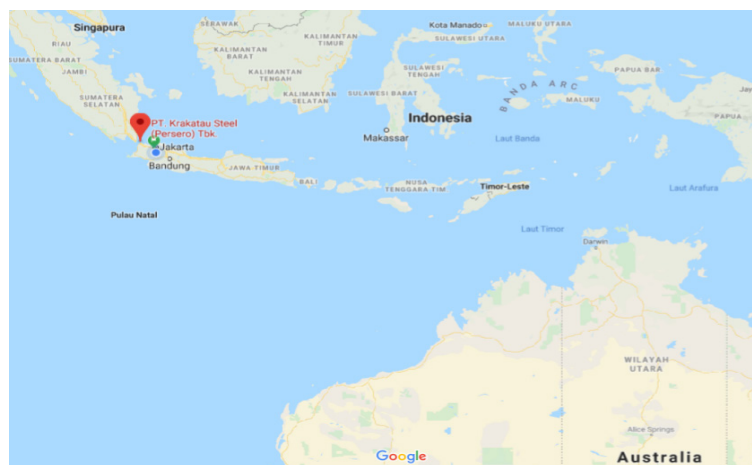 Singapura
SERAWAK
KALIMANTAN
TIMUR
Kota Manado
MALUKU UTARA
SULAWESI UTARA
RIAU
SUMATERA BARAT
JAMBI
KALIMANTAN
BARAT
KALIMANTAN
TENGAH
SULAWESI
TENGAH
PAPUA BAR
SUMATERA
SELATAN
KALIMANTAN
SELATAN
SULAWESI BARAT
BANDA ARC
MALUKU
PAPUA
PT. Krakatau Steel
(Persero) Tbk.
Indonesia
Jakarta
Makassar
Laut Banda
Bandung
JAWA TIMUR
BALI
NUSA
TENGGARA TIM
Timor-Leste
Laut Arafura
Pulau Natal
Laut Timor
Darwin
WILAYAH
UTARA
Alice Springs
Google
Australia